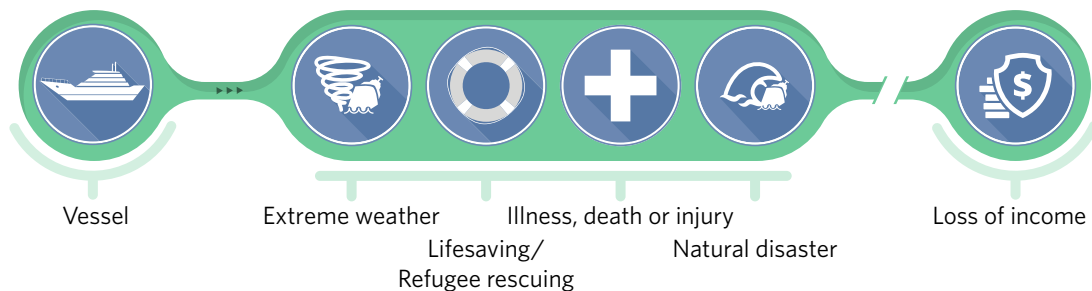 $
Vessel
Extreme weather
Lifesaving/
Refugee rescuing
Illness, death or injury
Natural disaster
Loss of income